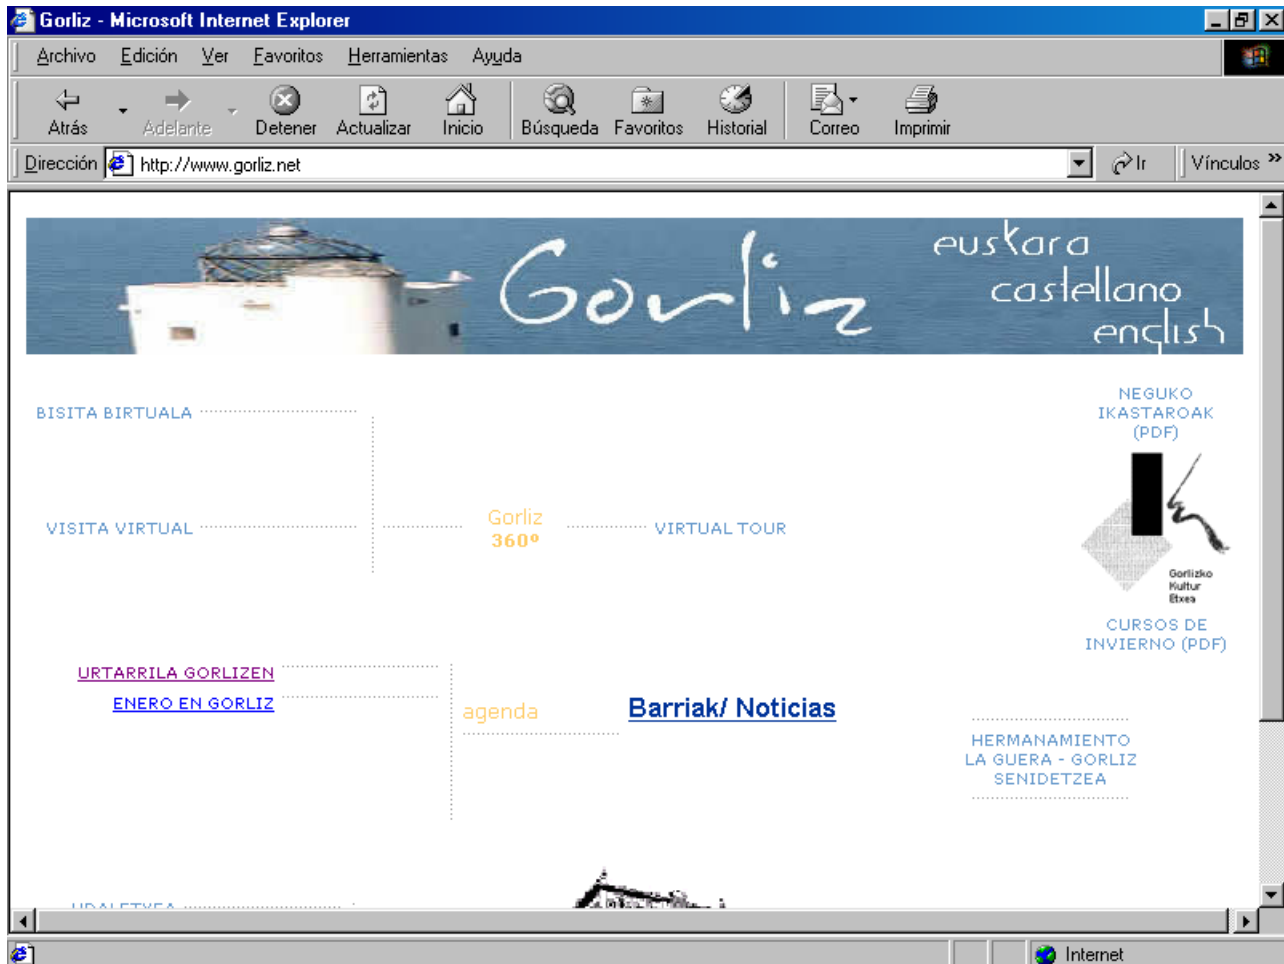 Gorliz - Microsoft Internet Explorer
Archivo Edición Ver Favoritos Herramientas Ayuda
Atrás Adelante Detener Actualizar Inicio Búsqueda Favoritos Historial Correo Imprimir
Dirección http://www.gorliz.net Ir Vínculos »
Gorliz
euskara
castellano
english
BISITA BIRTUALA
NEGUKO
IKASTAROAK
(PDF)
VISITA VIRTUAL
Gorliz
360º
VIRTUAL TOUR
Gorlizko
Kultur
Etxea
CURSOS DE
INVIERNO (PDF)
URTARRILA GORLIZEN
ENERO EN GORLIZ
agenda
Barriak/ Noticias
HERMANAMIENTO
LA GUERA - GORLIZ
SENIDETZEA
UDALETXEA
Internet